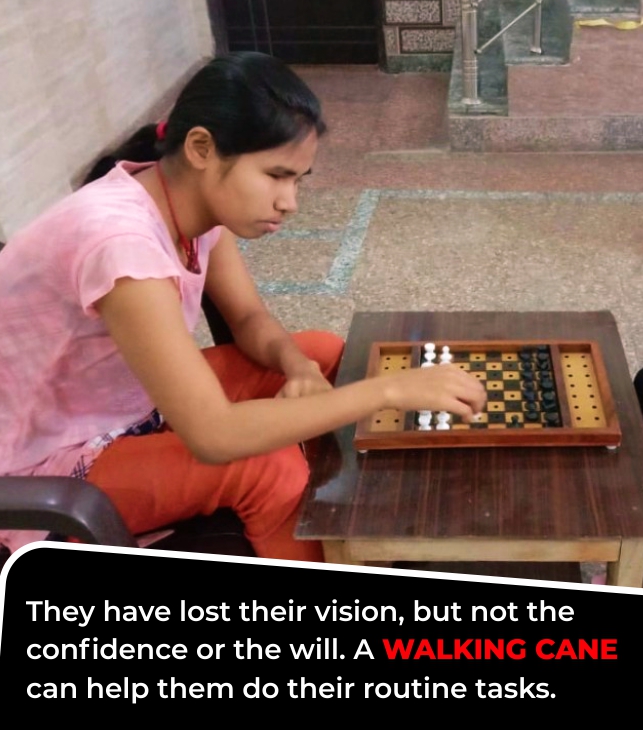 They have lost their vision, but not the
confidence or the will. A WALKING CANE
can help them do their routine tasks.